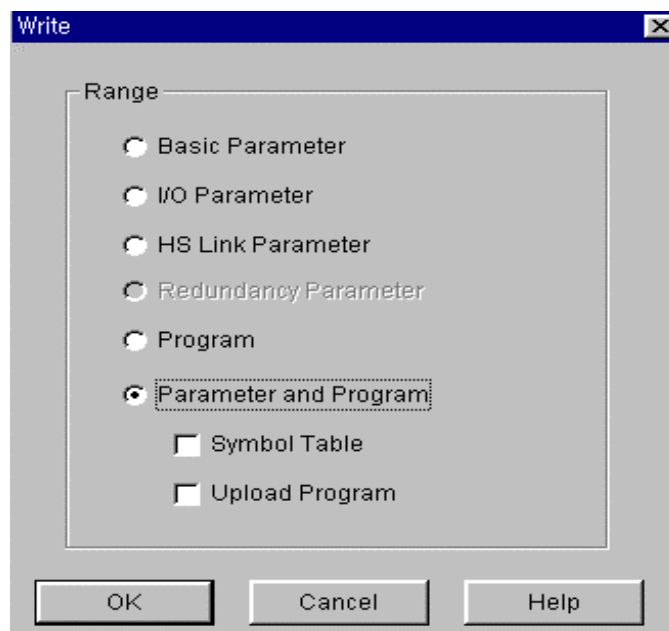 Write
Range
Basic Parameter
I/O Parameter
HS Link Parameter
Redundancy Parameter
Program
Parameter and Program
Symbol Table
Upload Program
OK Cancel Help